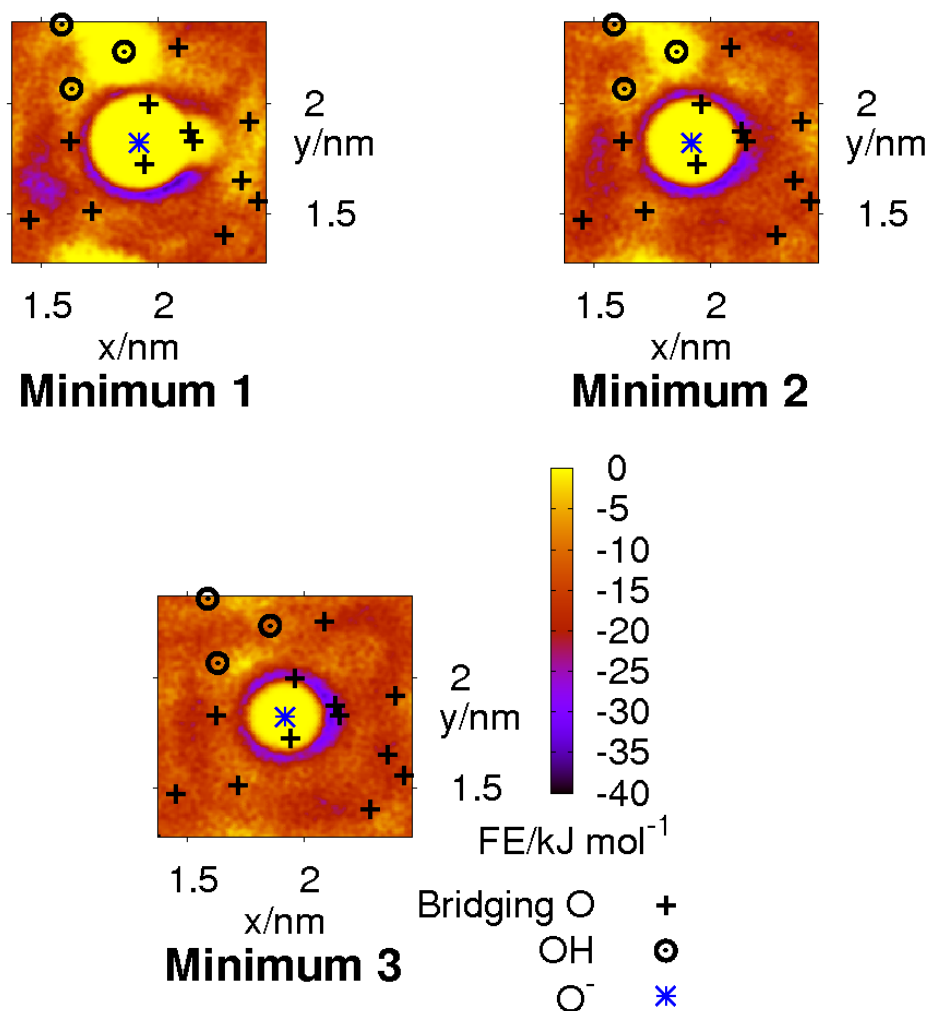 2
y/nm
1.5
1.5 2
x/nm
Minimum 1
2
y/nm
1.5
1.5 2
x/nm
Minimum 2
2
y/nm
1.5
1.5 2
x/nm
Minimum 3
0
-5
-10
-15
-20
-25
-30
-35
-40
FE/kJ mol⁻¹
Bridging O
OH
O⁻